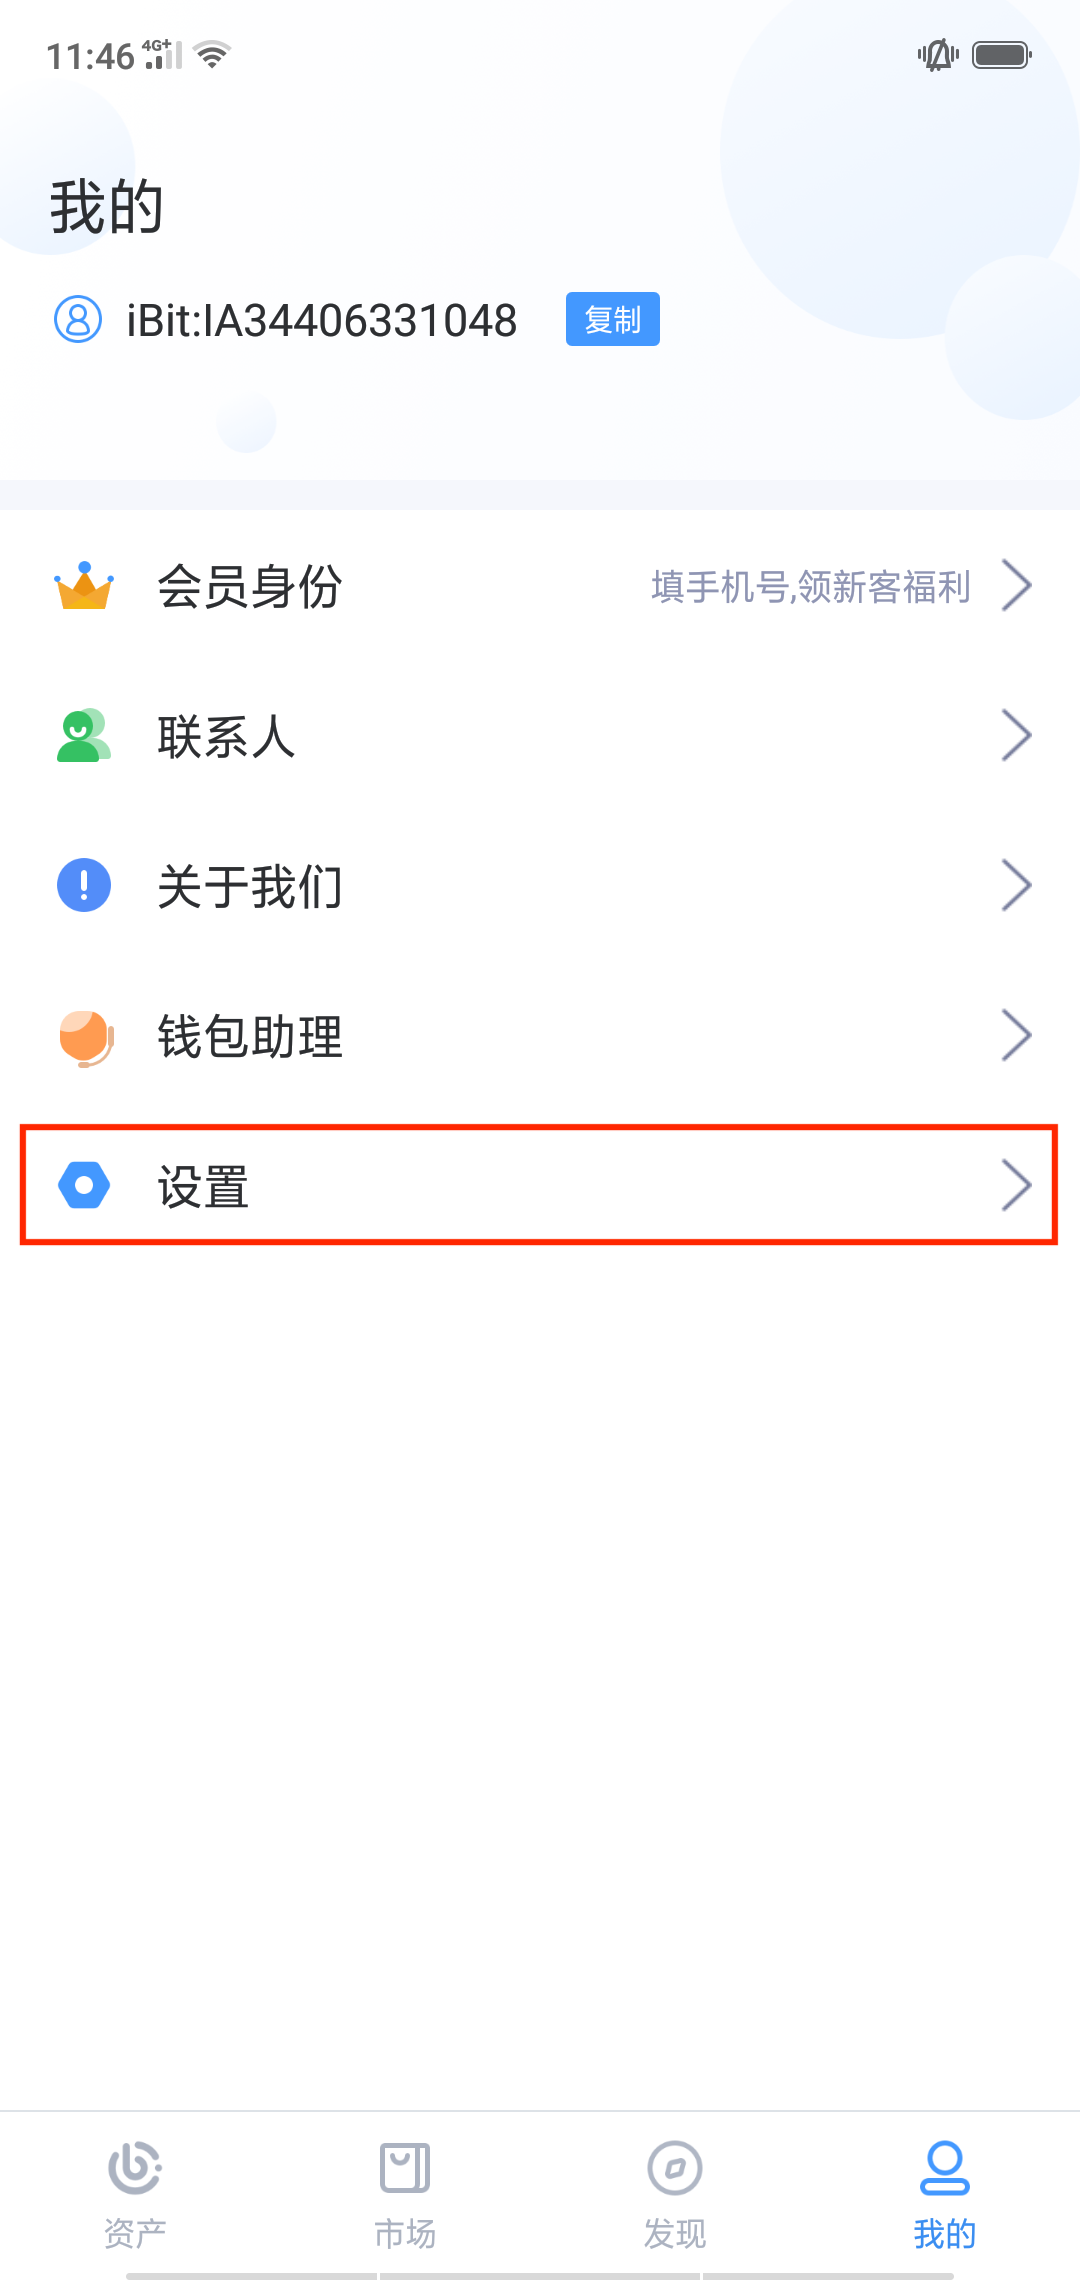 11:46 4G+
我的
iBit:IA34406331048 复制
会员身份 填手机号,领新客福利
联系人
关于我们
钱包助理
设置
资产 市场 发现 我的